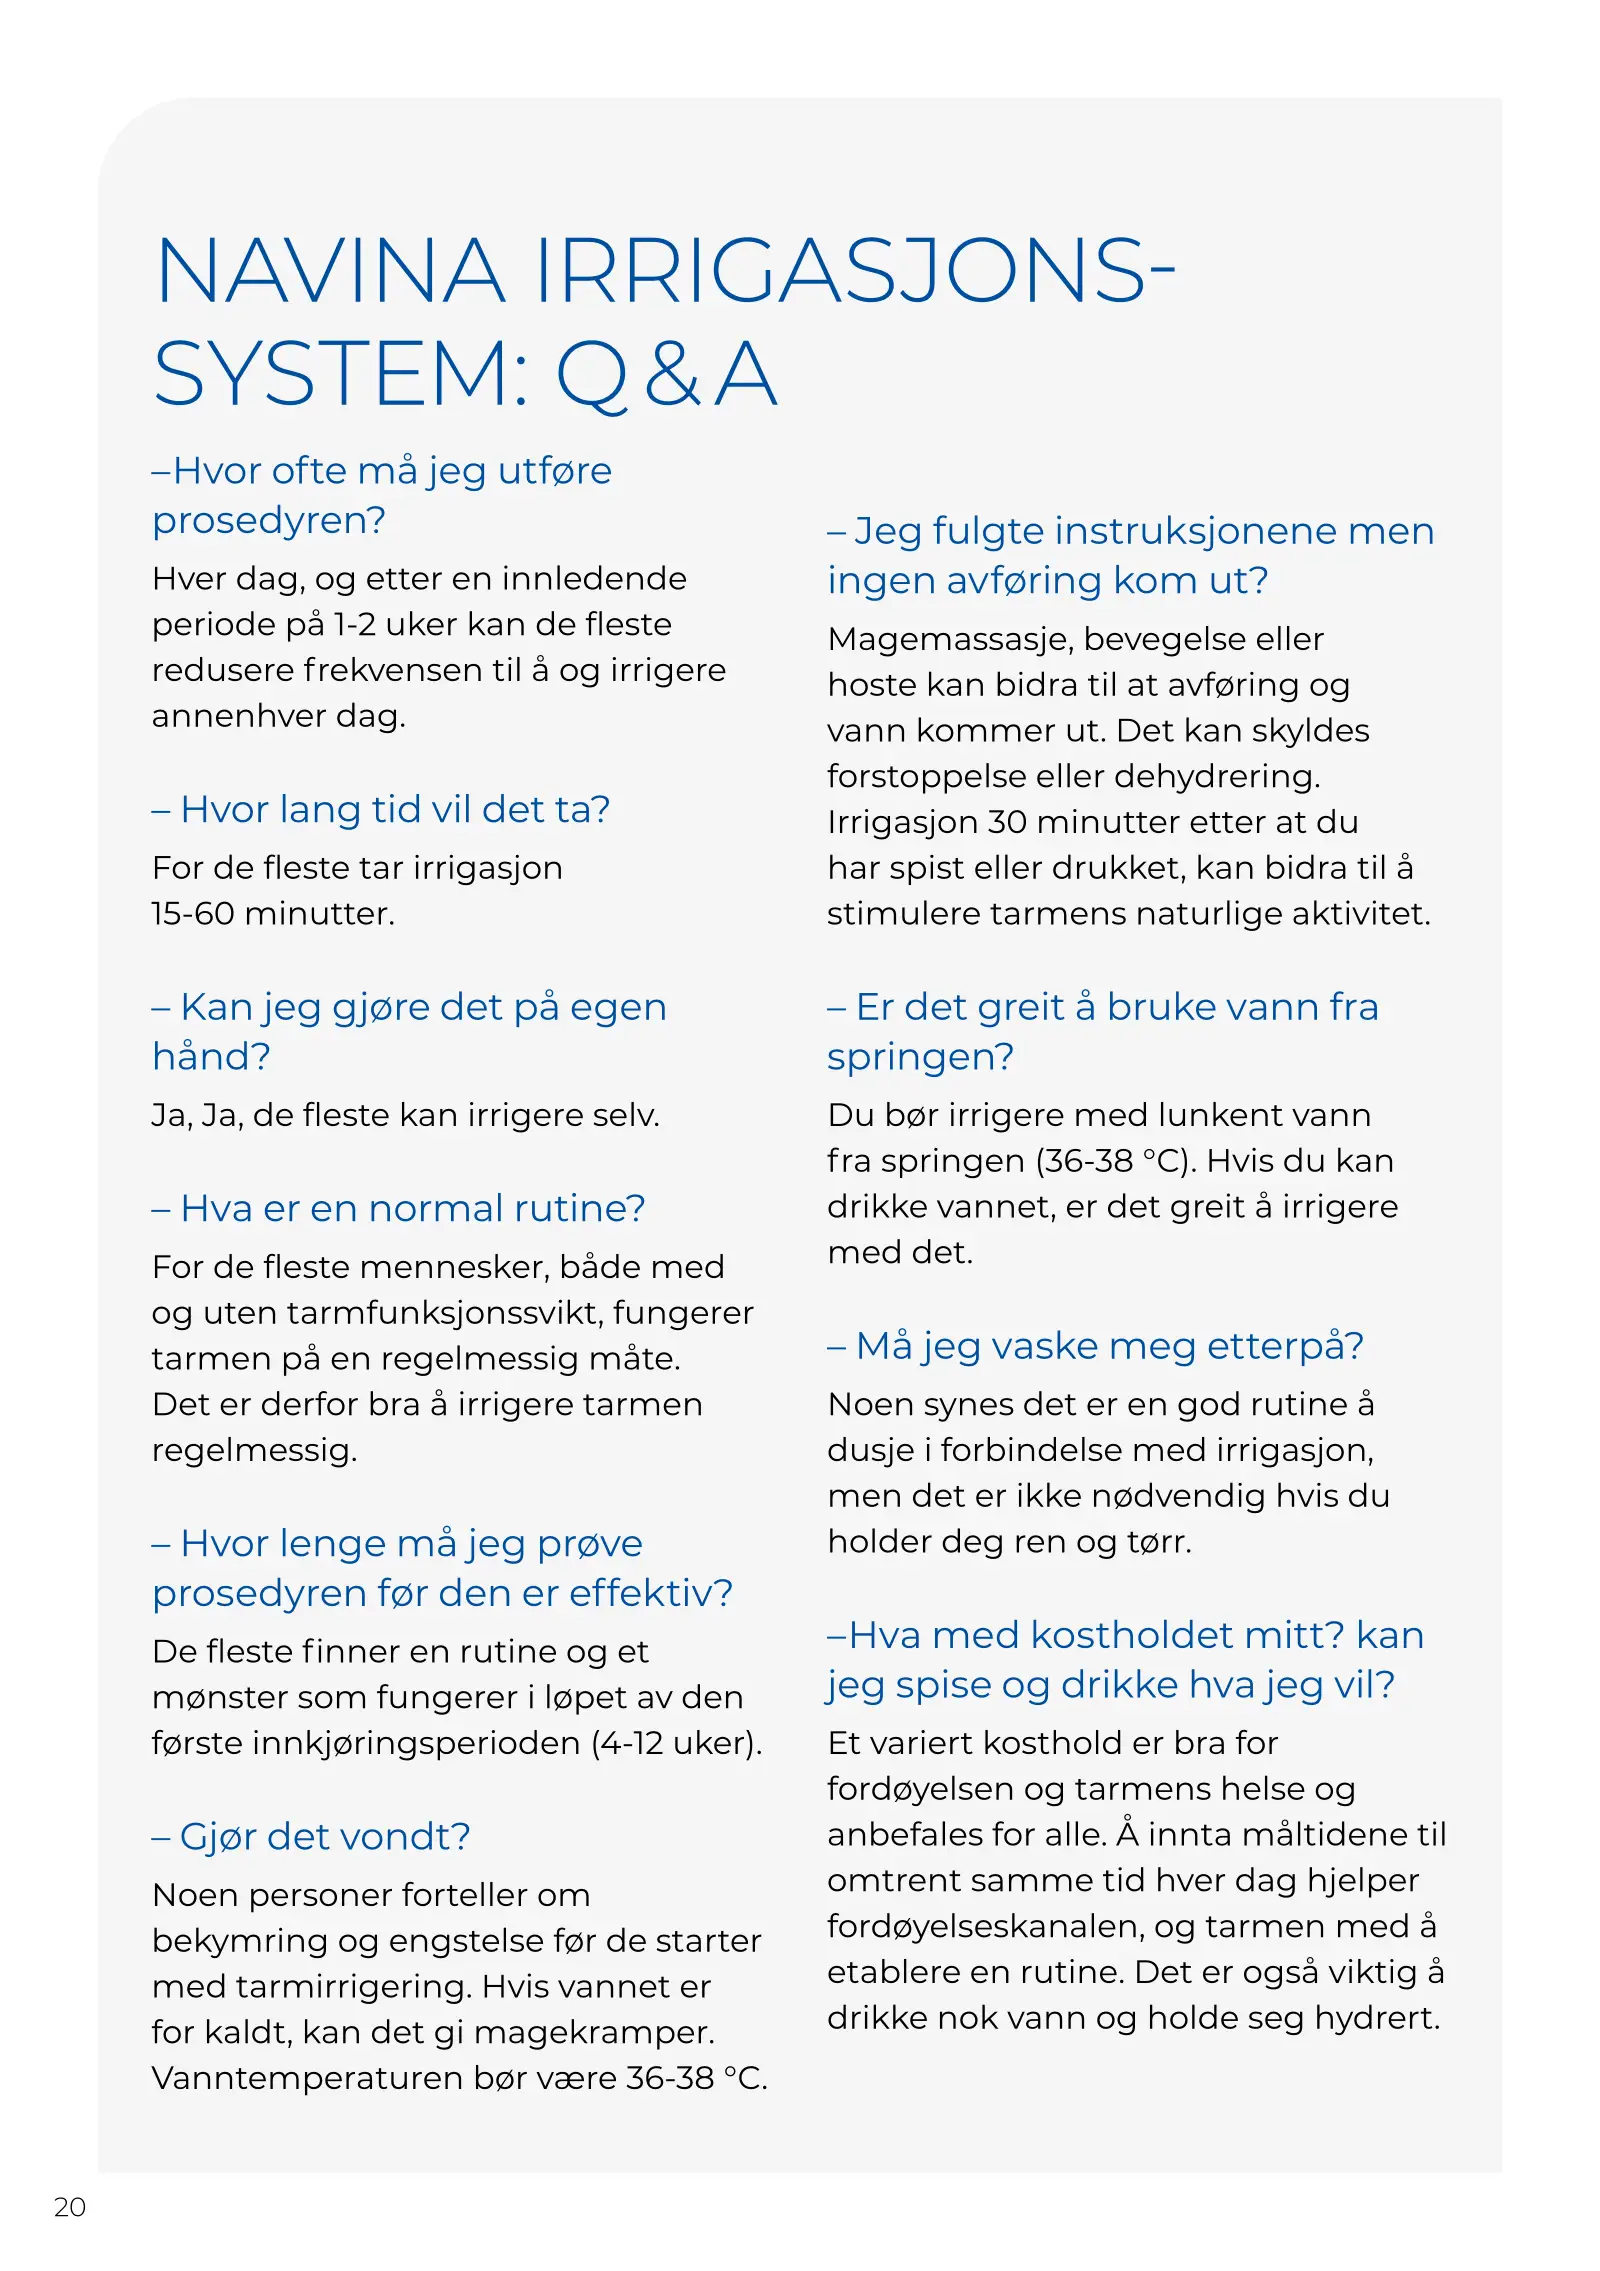 NAVINA IRRIGASJONS-
SYSTEM: Q & A
–Hvor ofte må jeg utføre
prosedyren?
Hver dag, og etter en innledende
periode på 1-2 uker kan de fleste
redusere frekvensen til å og irrigere
annenhver dag.
– Hvor lang tid vil det ta?
For de fleste tar irrigasjon
15-60 minutter.
– Kan jeg gjøre det på egen
hånd?
Ja, Ja, de fleste kan irrigere selv.
– Hva er en normal rutine?
For de fleste mennesker, både med
og uten tarmfunksjonssvikt, fungerer
tarmen på en regelmessig måte.
Det er derfor bra å irrigere tarmen
regelmessig.
– Hvor lenge må jeg prøve
prosedyren før den er effektiv?
De fleste finner en rutine og et
mønster som fungerer i løpet av den
første innkjøringsperioden (4-12 uker).
– Gjør det vondt?
Noen personer forteller om
bekymring og engstelse før de starter
med tarmirrigering. Hvis vannet er
for kaldt, kan det gi magekramper.
Vanntemperaturen bør være 36-38 °C.
– Jeg fulgte instruksjonene men
ingen avføring kom ut?
Magemassasje, bevegelse eller
hoste kan bidra til at avføring og
vann kommer ut. Det kan skyldes
forstoppelse eller dehydrering.
Irrigasjon 30 minutter etter at du
har spist eller drukket, kan bidra til å
stimulere tarmens naturlige aktivitet.
– Er det greit å bruke vann fra
springen?
Du bør irrigere med lunkent vann
fra springen (36-38 °C). Hvis du kan
drikke vannet, er det greit å irrigere
med det.
– Må jeg vaske meg etterpå?
Noen synes det er en god rutine å
dusje i forbindelse med irrigasjon,
men det er ikke nødvendig hvis du
holder deg ren og tørr.
–Hva med kostholdet mitt? kan
jeg spise og drikke hva jeg vil?
Et variert kosthold er bra for
fordøyelsen og tarmens helse og
anbefales for alle. Å innta måltidene til
omtrent samme tid hver dag hjelper
fordøyelseskanalen, og tarmen med å
etablere en rutine. Det er også viktig å
drikke nok vann og holde seg hydrert.
20